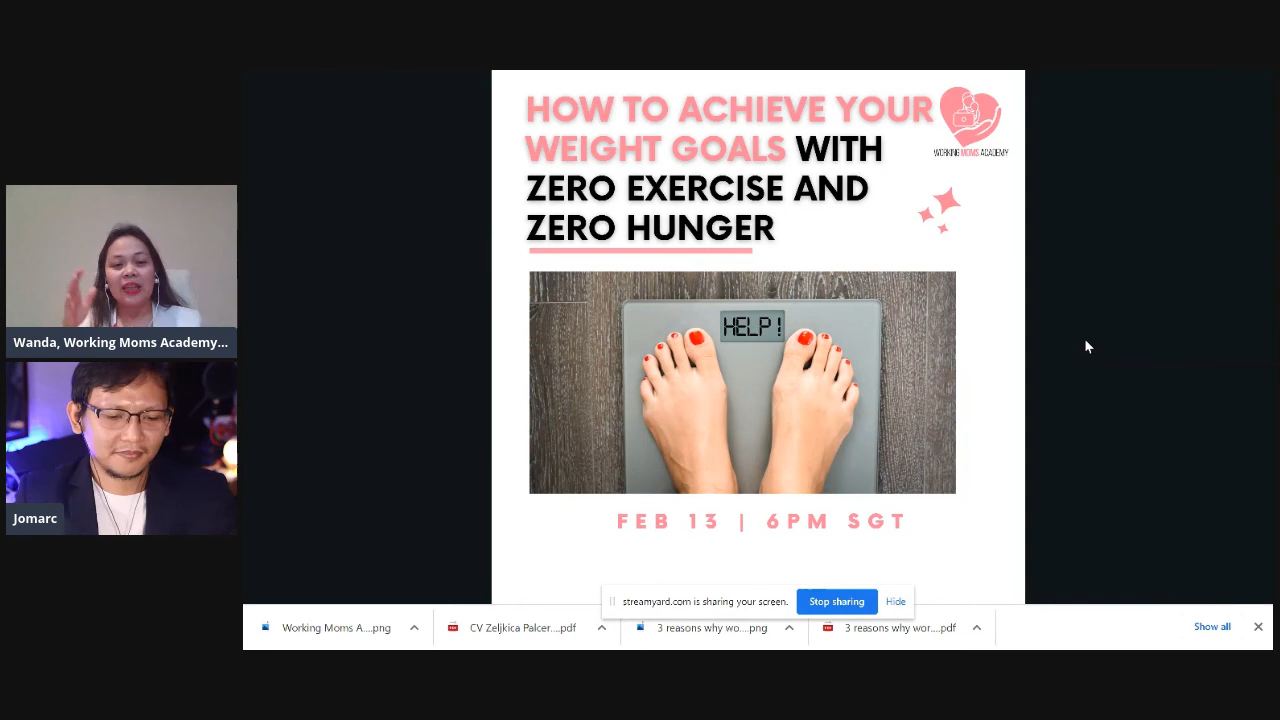 HOW TO ACHIEVE YOUR
WEIGHT GOALS WITH
ZERO EXERCISE AND
ZERO HUNGER
WORKING MOMS ACADEMY
HELP!
FEB 13 | 6PM SGT
Wanda, Working Moms Academy...
Jomarc
streamyard.com is sharing your screen.
Stop sharing
Hide
Working Moms A....png
CV Zeljkica Palcer....pdf
3 reasons why wo....png
3 reasons why wor....pdf
Show all